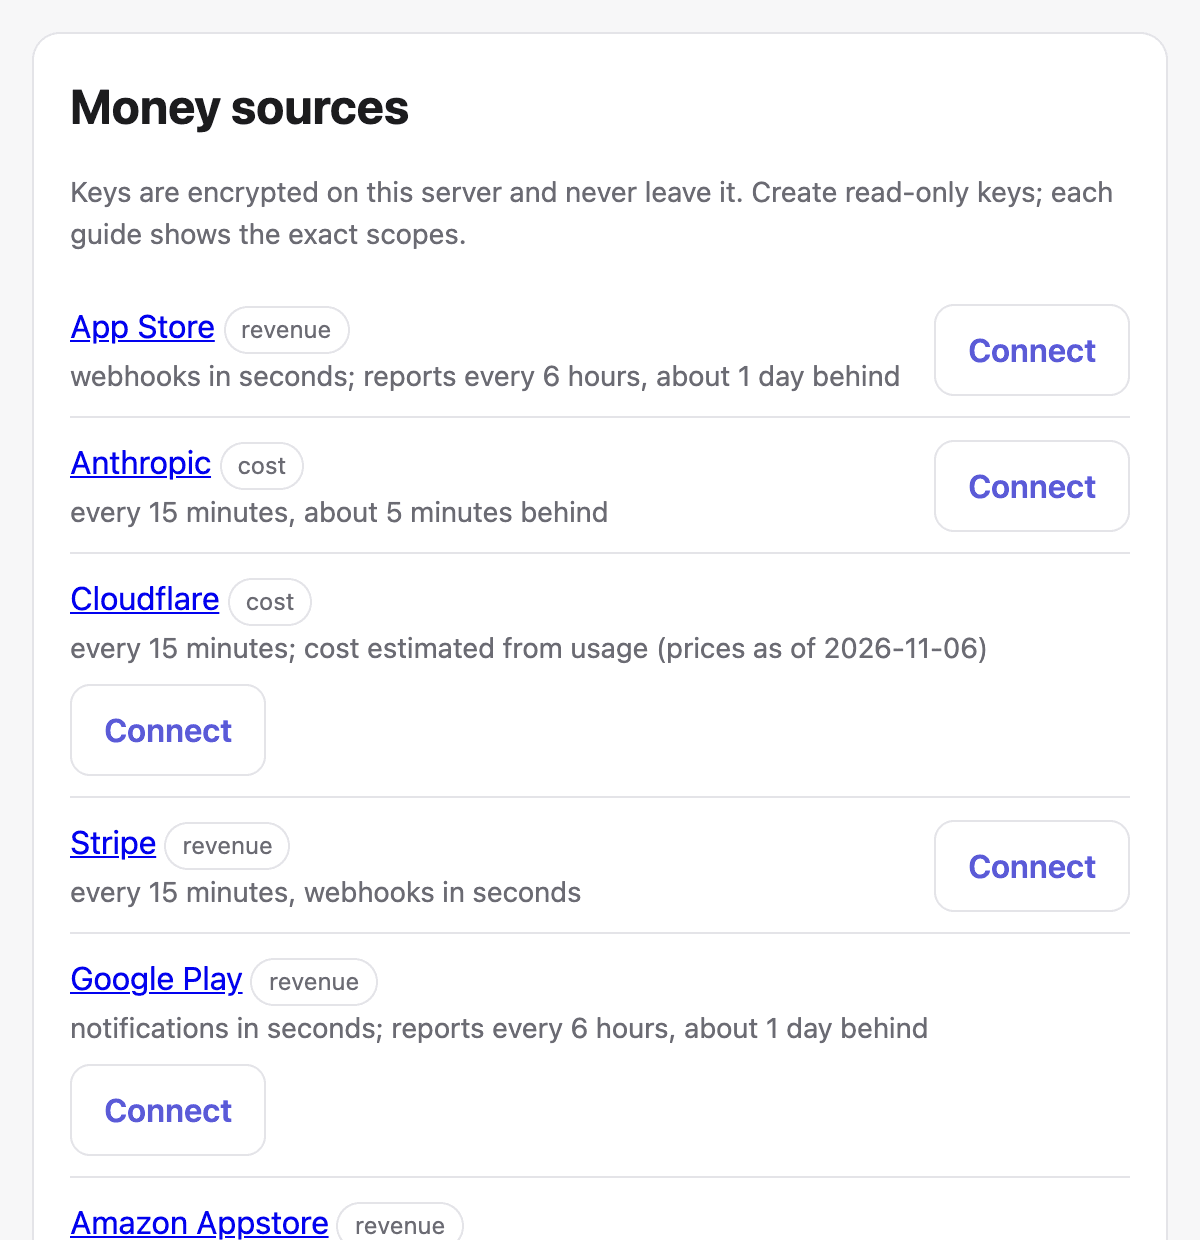 Money sources
Keys are encrypted on this server and never leave it. Create read-only keys; each
guide shows the exact scopes.
App Store revenue
Connect
webhooks in seconds; reports every 6 hours, about 1 day behind
Anthropic cost
Connect
every 15 minutes, about 5 minutes behind
Cloudflare cost
every 15 minutes; cost estimated from usage (prices as of 2026-11-06)
Connect
Stripe revenue
Connect
every 15 minutes, webhooks in seconds
Google Play revenue
notifications in seconds; reports every 6 hours, about 1 day behind
Connect
Amazon Appstore revenue